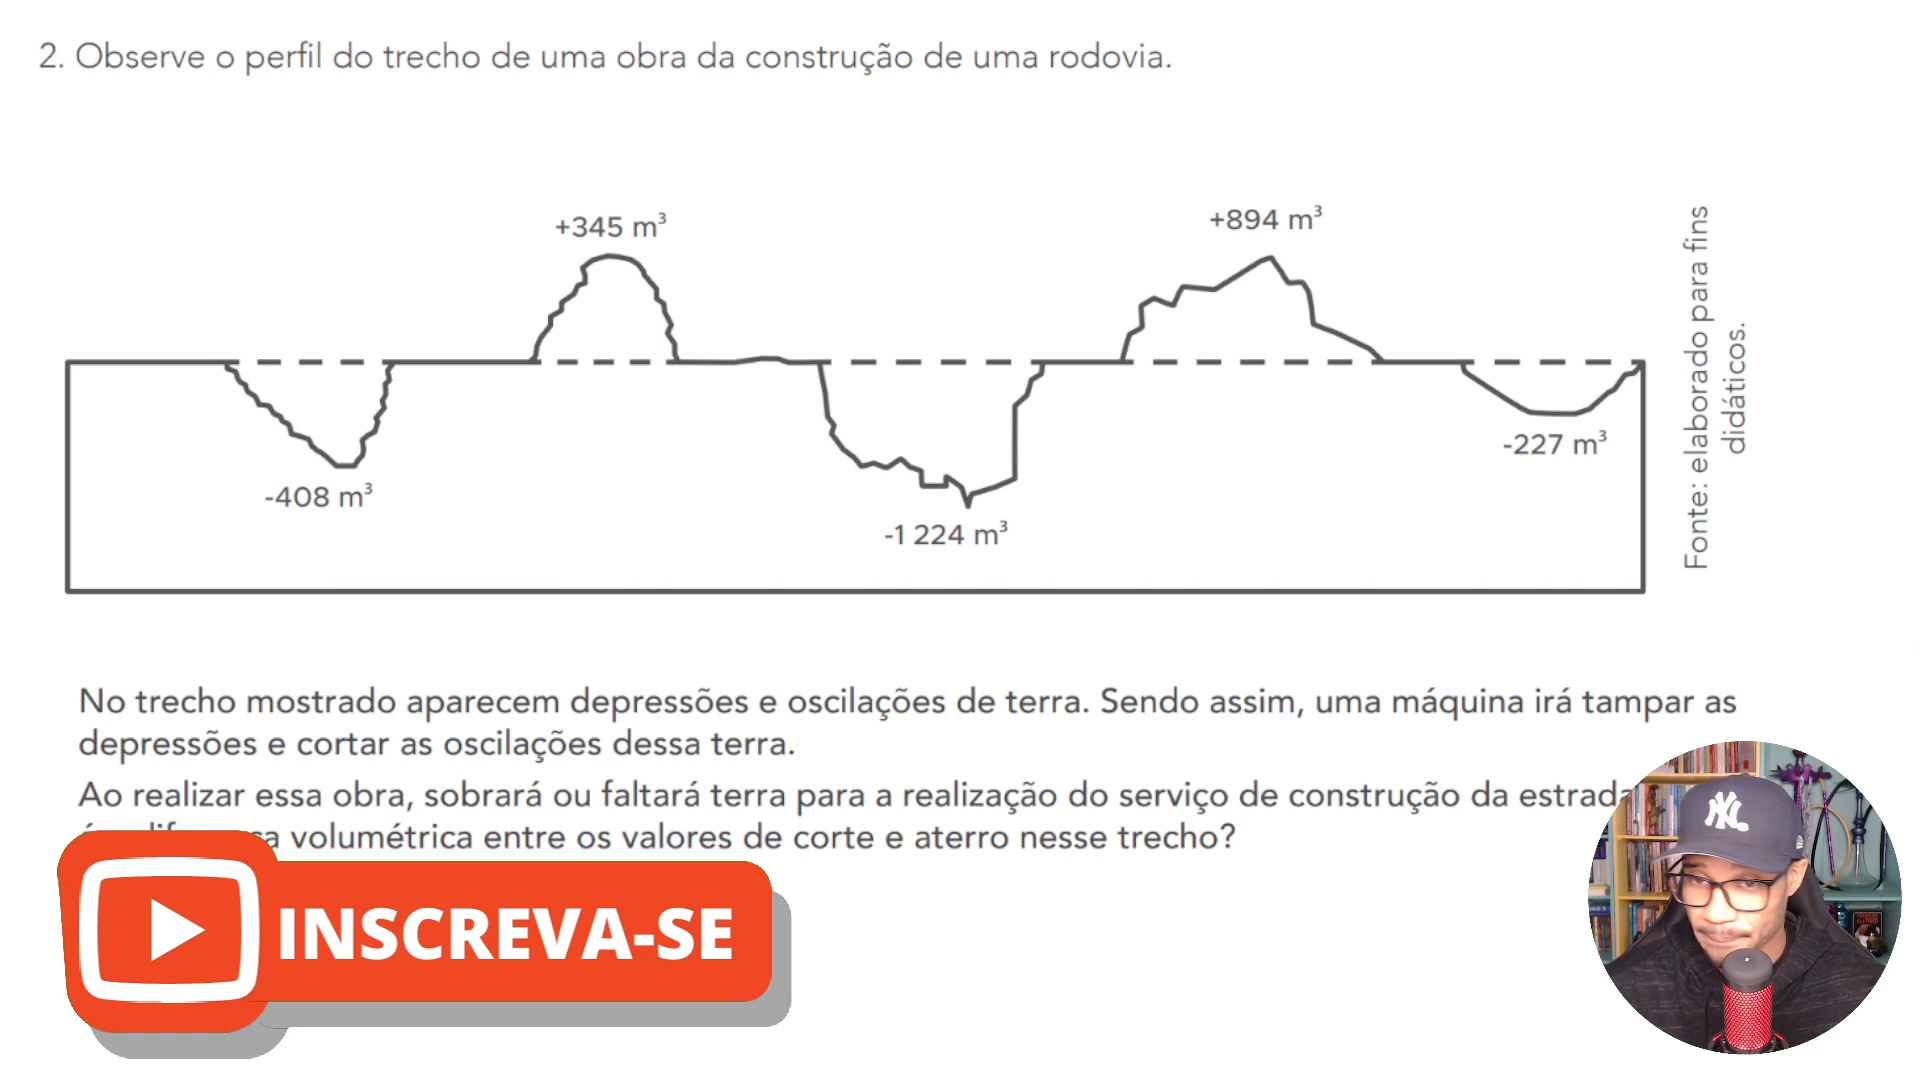 2. Observe o perfil do trecho de uma obra da construção de uma rodovia.
+345 m³
+894 m³
-408 m³
-1 224 m³
-227 m³
Fonte: elaborado para fins
didáticos.
No trecho mostrado aparecem depressões e oscilações de terra. Sendo assim, uma máquina irá tampar as
depressões e cortar as oscilações dessa terra.
Ao realizar essa obra, sobrará ou faltará terra para a realização do serviço de construção da estrada
volumétrica entre os valores de corte e aterro nesse trecho?
INSCREVA-SE